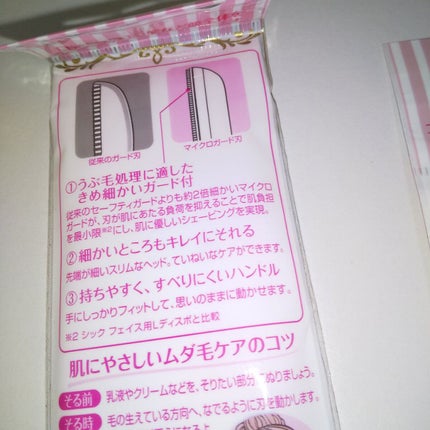 従来のガード刃
マイクロガード刃
①うぶ毛処理に適した
きめ細かいガード付
従来のセーフティガードよりも約2倍細かいマイクロ
ガードが、刃が肌にあたる負荷を抑えることで肌負担
を最小限※2にし、肌に優しいシェービングを実現。
②細かいところもキレイにそれる
先端が細いスリムなヘッド。ていねいなケアができます。
③持ちやすく、すべりにくいハンドル
手にしっかりフィットして、思いのままに動かせます。
※2 シック フェイス用Lディスポと比較
肌にやさしいムダ毛ケアのコツ
そる前 乳液やクリームなどを、そりたい部分にぬりましょう。
そる時 毛の生えている方向へ、なでるように刃を動かし、